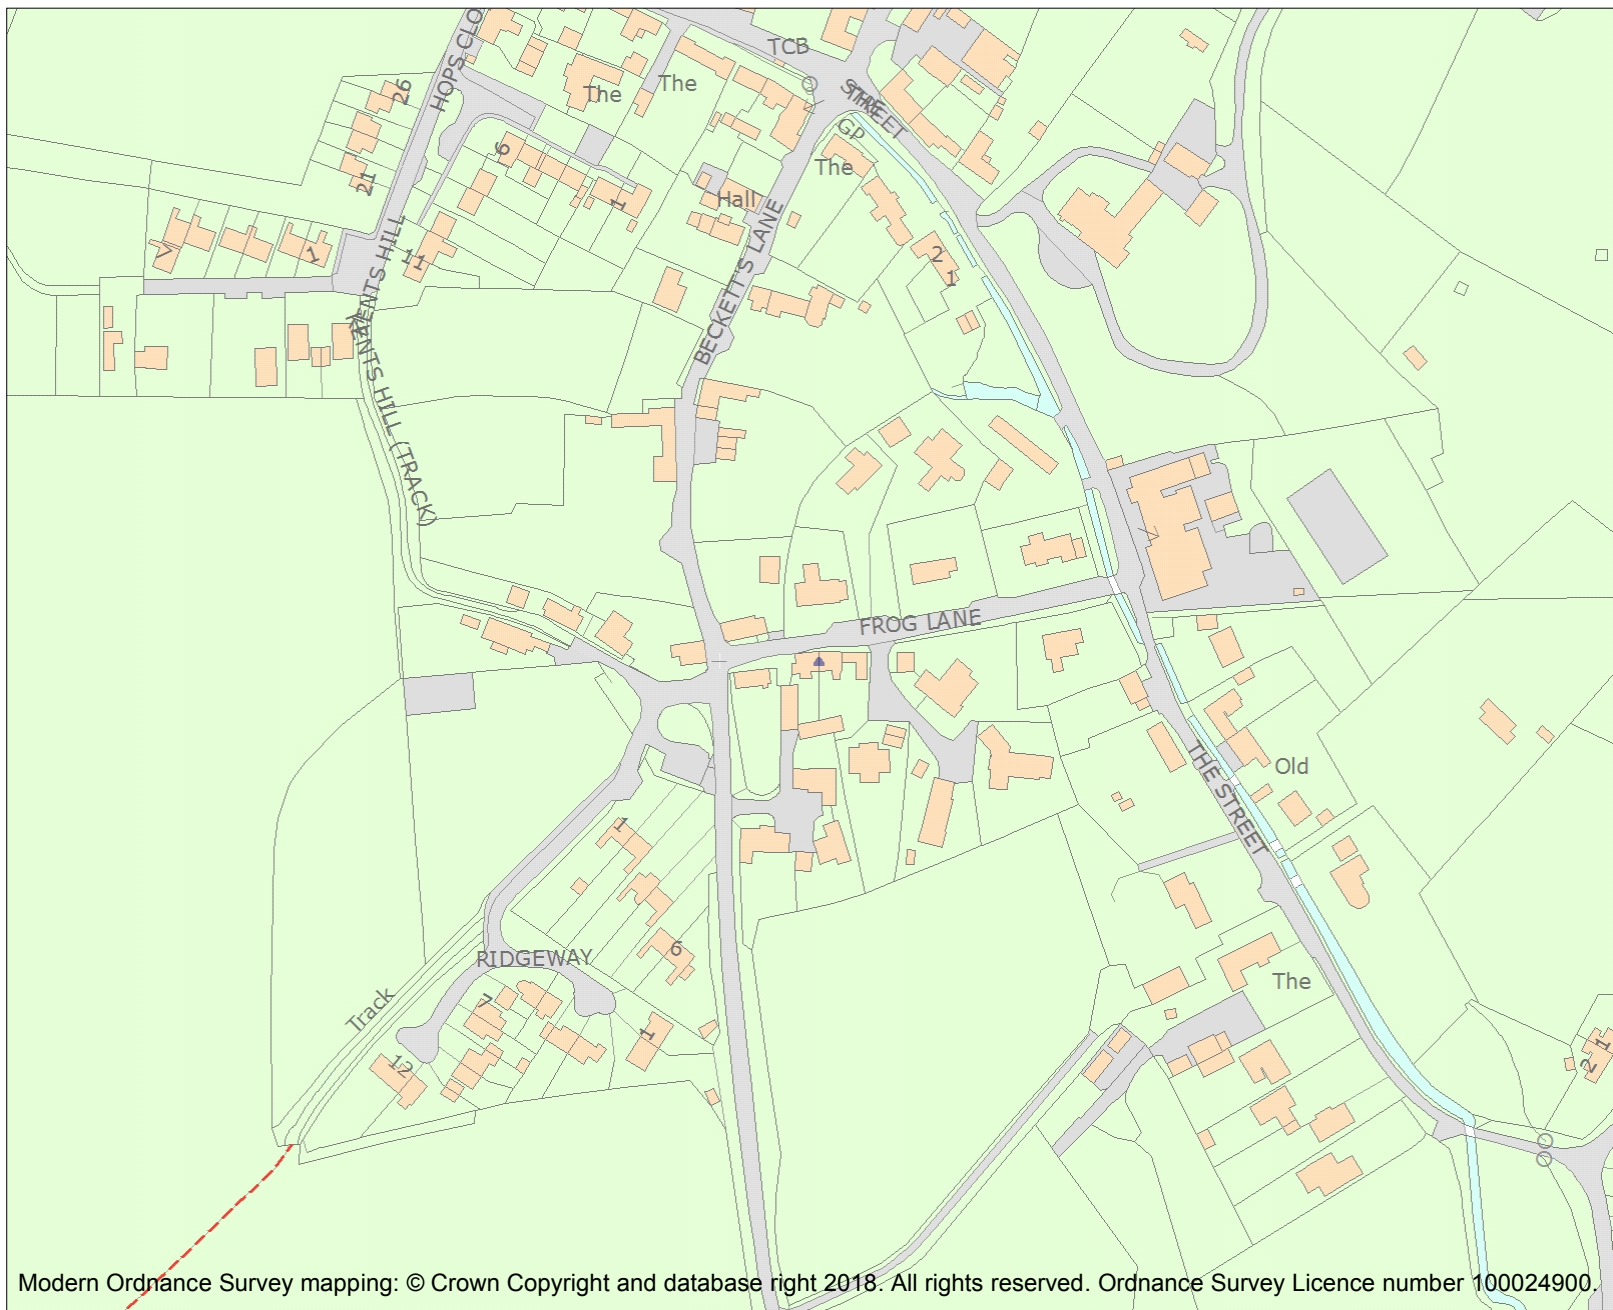 HOPS CLO
TCB
The
The
26
STREET
THE
GP
The
6
21
1
Hall
BECKETT'S LANE
1
11
KENTS HILL
2
1
KENTS HILL (TRACK)
FROG LANE
Old
THE STREET
1
6
RIDGEWAY
The
Track
7
1
12
1
2
Modern Ordnance Survey mapping: © Crown Copyright and database right 2018. All rights reserved. Ordnance Survey Licence number 100024900.